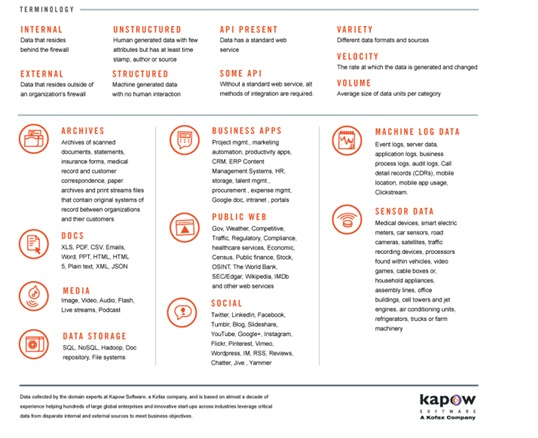 TERMINOLOGY
INTERNAL
Data that resides
behind the firewall
EXTERNAL
Data that resides outside of
an organization's firewall
UNSTRUCTURED
Human generated data with few
attributes but has at least time
stamp, author or source
STRUCTURED
Machine generated data
with no human interaction
API PRESENT
Data has a standard web
service
SOME API
Without a standard web service, alt
methods of integration are required.
VARIETY
Different data formats and sources
VELOCITY
The rate at which the data is generated and changed
VOLUME
Average size of data units per category
ARCHIVES
Archives of scanned
documents, statements,
insurance forms, medical
record and customer
correspondence, paper
archives and print streams files
that contain original systems of
record between organizations
and their customers
DOCS
XLS, PDF, CSV, Emails,
Word, PPT, HTML, HTML
5, Plain text, XML, JSON
MEDIA
Image, Video, Audio, Flash,
Live streams, Podcast
DATA STORAGE
SQL, NoSQL, Hadoop, Doc
repository, File systems
BUSINESS APPS
Project mgmt., marketing
automation, productivity apps,
CRM, ERP Content
Management Systems, HR,
storage, talent mgmt.,
procurement , expense mgmt,
Google doc, intranet , portals
PUBLIC WEB
Gov, Weather, Competitive,
Traffic, Regulatory, Compliance,
healthcare services, Economic,
Census, Public finance, Stock,
OSINT, The World Bank,
SEC/Edgar, Wikipedia, IMDb
and other web services
SOCIAL
Twitter, LinkedIn, Facebook,
Tumblr, Blog, Slideshare,
YouTube, Google+, Instagram,
Flickr, Pinterest, Vimeo,
Wordpress, IM, RSS, Reviews,
Chatter, Jive , Yammer
MACHINE LOG DATA
Event logs, server data,
application logs, business
process logs, audit logs, Call
detail records (CDRs), mobile
location, mobile app usage,
Clickstream.
SENSOR DATA
Medical devices, smart electric
meters, car sensors, road
cameras, satellites, traffic
recording devices, processors
found within vehicles, video
games, cable boxes or,
household appliances,
assembly lines, office
buildings, cell towers and jet
engines, air conditioning units,
refrigerators, trucks or farm
machinery
Data collected by the domain experts at Kapow Software, a Kofax company, and is based on almost a decade of
experience helping hundreds of large global enterprises and innovative start-ups across industries leverage critical
data from disparate internal and external sources to meet business objectives.
kapow
SOFTWARE
A Kofax Company